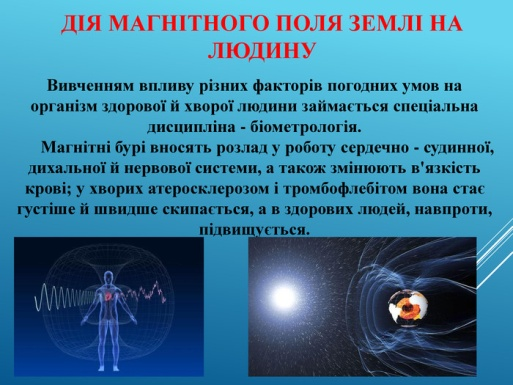 ДІЯ МАГНІТНОГО ПОЛЯ ЗЕМЛІ НА
ЛЮДИНУ
Вивченням впливу різних факторів погодних умов на
організм здорової й хворої людини займається спеціальна
дисципліна - біометрологія.
Магнітні бурі вносять розлад у роботу сердечно - судинної,
дихальної й нервової системи, а також змінюють в'язкість
крові; у хворих атеросклерозом і тромбофлебітом вона стає
густіше й швидше скипається, а в здорових людей, навпроти,
підвищується.